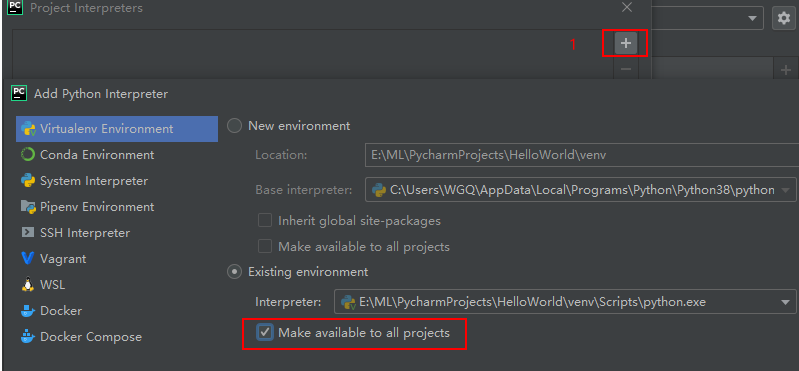 PC Project Interpreters
1
PC Add Python Interpreter
Virtualenv Environment
Conda Environment
System Interpreter
Pipenv Environment
SSH Interpreter
Vagrant
WSL
Docker
Docker Compose
New environment
Location: E:\ML\PycharmProjects\HelloWorld\venv
Base interpreter: C:\Users\WGQ\AppData\Local\Programs\Python\Python38\python
Inherit global site-packages
Make available to all projects
Existing environment
Interpreter: E:\ML\PycharmProjects\HelloWorld\venv\Scripts\python.exe
Make available to all projects